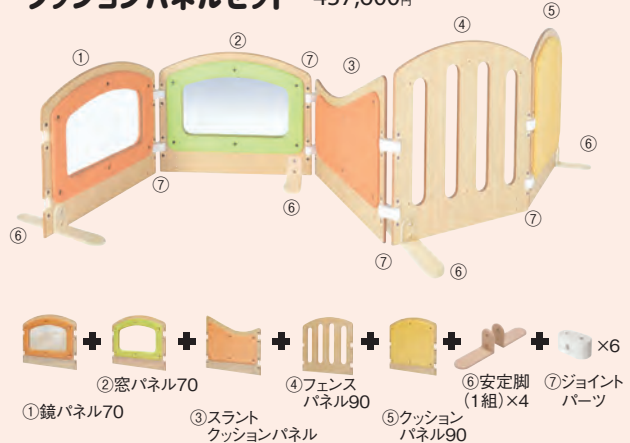 クッションパネルセット
①
②
⑦
③
④
⑤
⑥
⑦
⑥
⑦
⑥
⑦
⑥
×6
①鏡パネル70
②窓パネル70
③スラント
クッションパネル
④フェンス
パネル90
⑤クッション
パネル90
⑥安定脚
(1組)×4
⑦ジョイント
パーツ